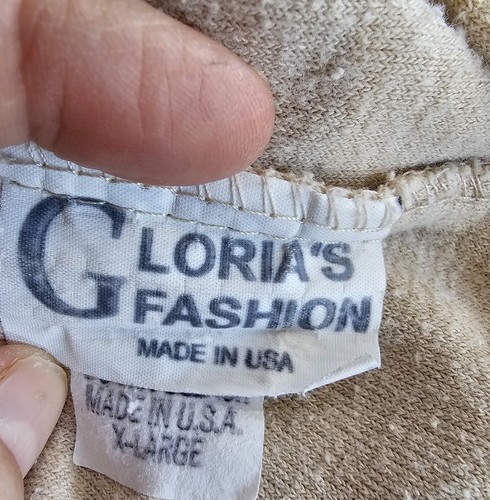 GLORIA'S
FASHION
MADE IN USA
MADE IN U.S.A.
X-LARGE